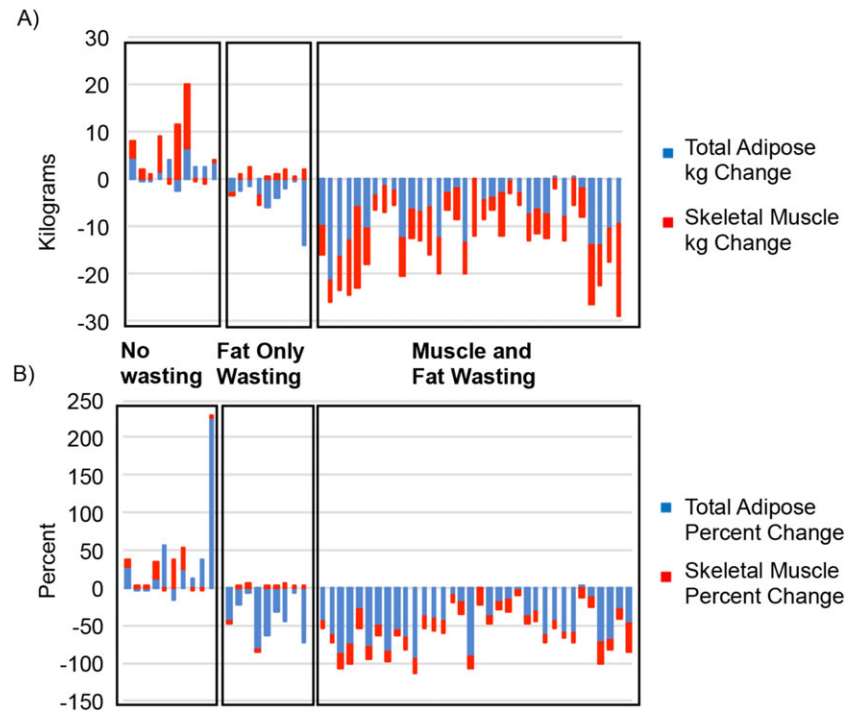 A)
30
20
10
0
-10
-20
-30
Kilograms
Total Adipose
kg Change
Skeletal Muscle
kg Change
No
wasting
Fat Only
Wasting
Muscle and
Fat Wasting
B)
250
200
150
100
50
0
-50
-100
-150
Percent
Total Adipose
Percent Change
Skeletal Muscle
Percent Change